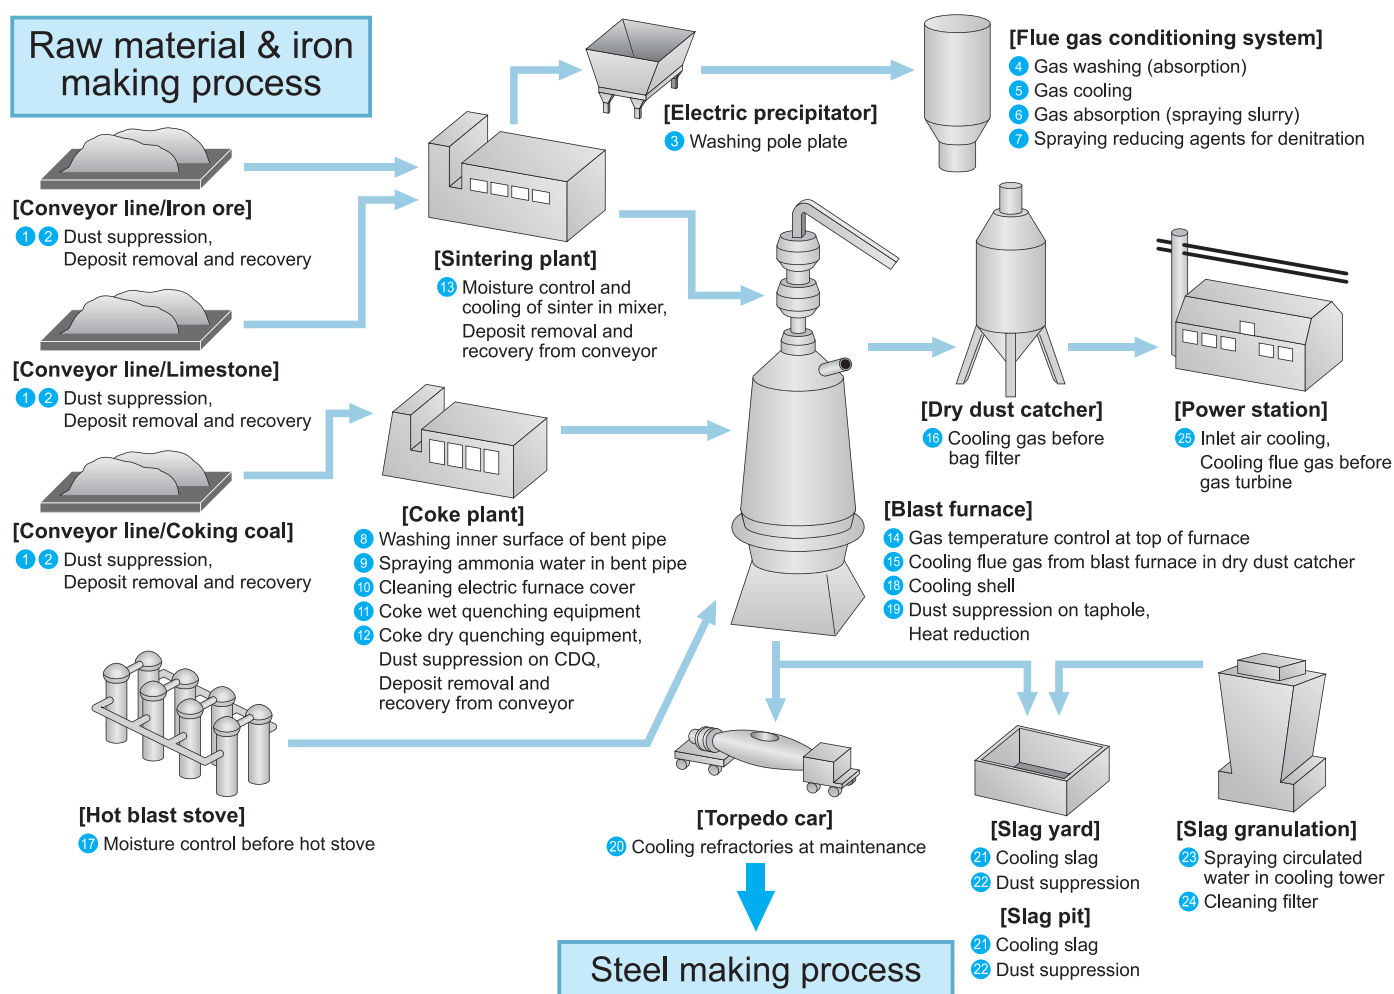 Raw material & iron
making process
[Conveyor line/Iron ore]
1 2 Dust suppression,
Deposit removal and recovery
[Conveyor line/Limestone]
1 2 Dust suppression,
Deposit removal and recovery
[Conveyor line/Coking coal]
1 2 Dust suppression,
Deposit removal and recovery
[Electric precipitator]
3 Washing pole plate
[Flue gas conditioning system]
4 Gas washing (absorption)
5 Gas cooling
6 Gas absorption (spraying slurry)
7 Spraying reducing agents for denitration
[Sintering plant]
13 Moisture control and
cooling of sinter in mixer,
Deposit removal and
recovery from conveyor
[Coke plant]
8 Washing inner surface of bent pipe
9 Spraying ammonia water in bent pipe
10 Cleaning electric furnace cover
11 Coke wet quenching equipment
12 Coke dry quenching equipment,
Dust suppression on CDQ,
Deposit removal and
recovery from conveyor
[Dry dust catcher]
16 Cooling gas before
bag filter
[Power station]
25 Inlet air cooling,
Cooling flue gas before
gas turbine
[Blast furnace]
14 Gas temperature control at top of furnace
15 Cooling flue gas from blast furnace in dry dust catcher
18 Cooling shell
19 Dust suppression on taphole,
Heat reduction
[Hot blast stove]
17 Moisture control before hot stove
[Torpedo car]
20 Cooling refractories at maintenance
[Slag yard]
21 Cooling slag
22 Dust suppression
[Slag pit]
21 Cooling slag
22 Dust suppression
[Slag granulation]
23 Spraying circulated
water in cooling tower
24 Cleaning filter
Steel making process